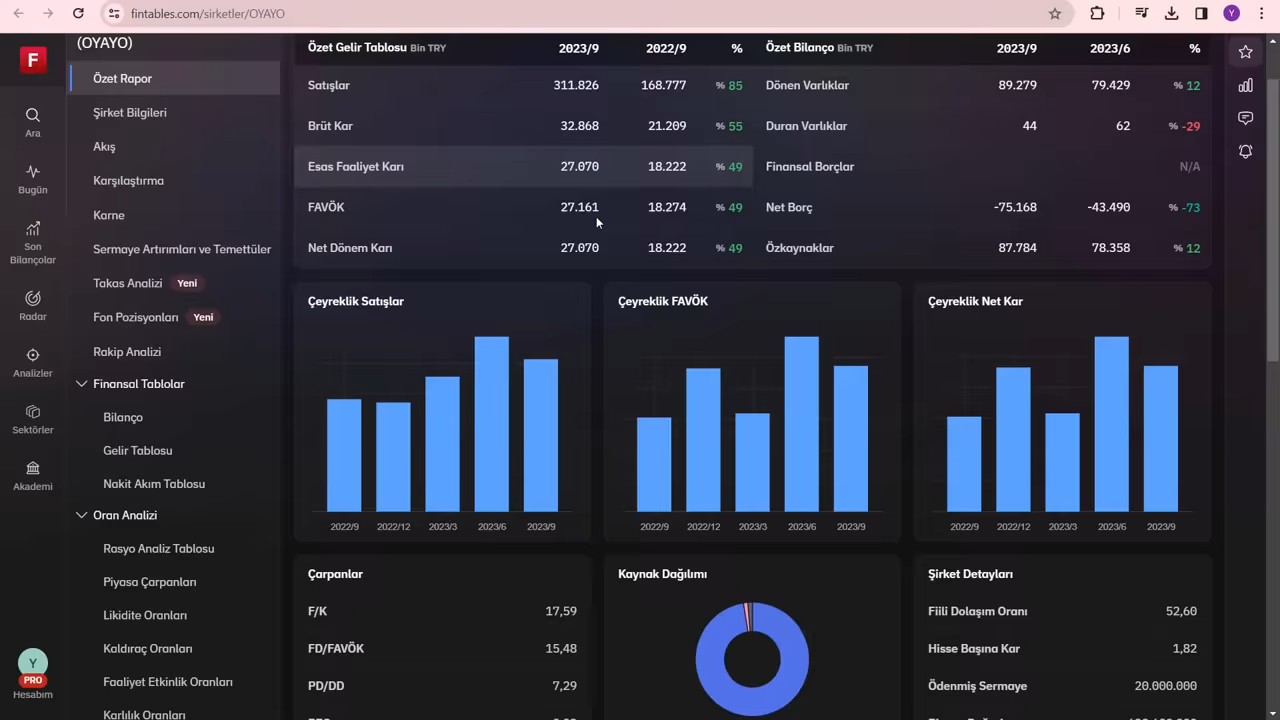 fintables.com/sirketler/OYAYO
Y
F
Ara
Bugün
Son
Bilançolar
Radar
Analizler
Sektörler
Akademi
Y
PRO
Hesabım
(OYAYO)
Özet Rapor
Şirket Bilgileri
Akış
Karşılaştırma
Karne
Sermaye Artırımları ve Temettüler
Takas Analizi Yeni
Fon Pozisyonları Yeni
Rakip Analizi
Finansal Tablolar
Bilanço
Gelir Tablosu
Nakit Akım Tablosu
Oran Analizi
Rasyo Analiz Tablosu
Piyasa Çarpanları
Likidite Oranları
Kaldıraç Oranları
Faaliyet Etkinlik Oranları
Karlılık Oranları
Özet Gelir Tablosu Bin TRY 2023/9 2022/9 %
Satışlar 311.826 168.777 % 85
Brüt Kar 32.868 21.209 % 55
Esas Faaliyet Karı 27.070 18.222 % 49
FAVÖK 27.161 18.274 % 49
Net Dönem Karı 27.070 18.222 % 49
Özet Bilanço Bin TRY 2023/9 2023/6 %
Dönen Varlıklar 89.279 79.429 % 12
Duran Varlıklar 44 62 % -29
Finansal Borçlar N/A
Net Borç -75.168 -43.490 % -73
Özkaynaklar 87.784 78.358 % 12
Çeyreklik Satışlar
2022/9 2022/12 2023/3 2023/6 2023/9
Çeyreklik FAVÖK
2022/9 2022/12 2023/3 2023/6 2023/9
Çeyreklik Net Kar
2022/9 2022/12 2023/3 2023/6 2023/9
Çarpanlar
F/K 17,59
FD/FAVÖK 15,48
PD/DD 7,29
Kaynak Dağılımı
Şirket Detayları
Fiili Dolaşım Oranı 52,60
Hisse Başına Kar 1,82
Ödenmiş Sermaye 20.000.000